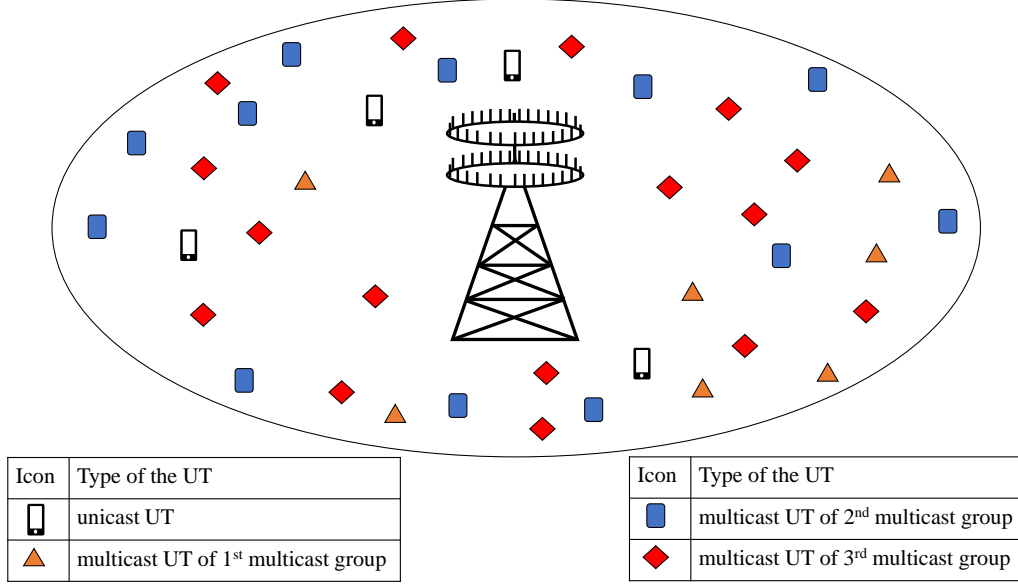 Icon Type of the UT
unicast UT
multicast UT of 1st multicast group
Icon Type of the UT
multicast UT of 2nd multicast group
multicast UT of 3rd multicast group